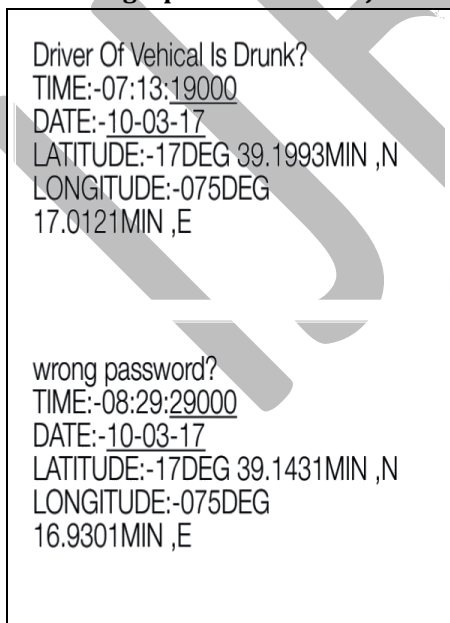 Driver Of Vehical Is Drunk?
TIME:-07:13:19000
DATE:-10-03-17
LATITUDE:-17DEG 39.1993MIN ,N
LONGITUDE:-075DEG
17.0121MIN ,E
wrong password?
TIME:-08:29:29000
DATE:-10-03-17
LATITUDE:-17DEG 39.1431MIN ,N
LONGITUDE:-075DEG
16.9301MIN ,E